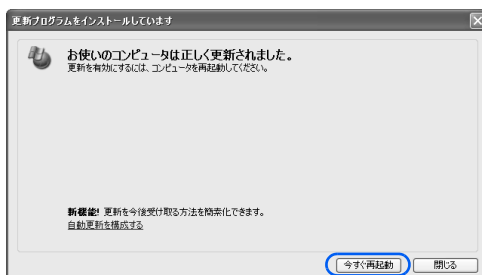 更新プログラムをインストールしています
お使いのコンピュータは正しく更新されました。
更新を有効にするには、コンピュータを再起動してください。
新機能! 更新を今後受け取る方法を簡素化できます。
自動更新を構成する
今すぐ再起動 閉じる